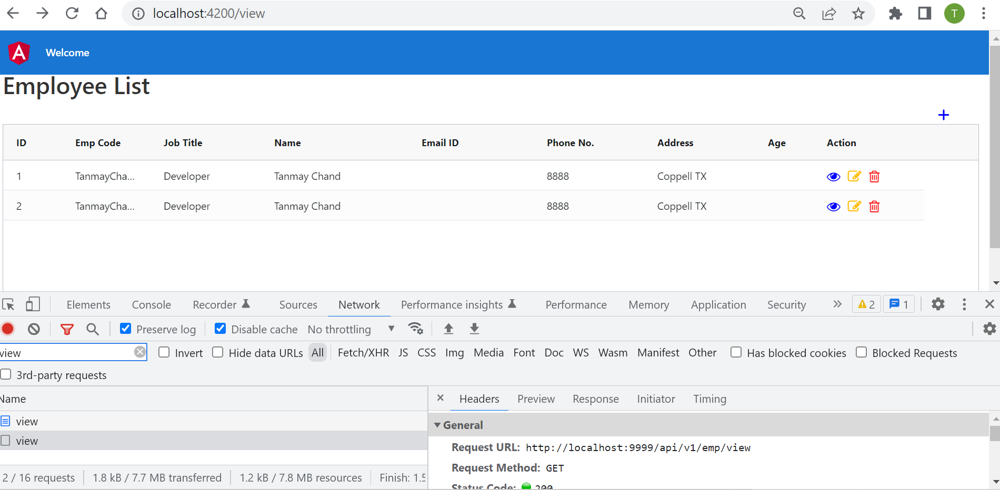 localhost:4200/view
T
A
Welcome
Employee List
+
ID Emp Code Job Title Name Email ID Phone No. Address Age Action
1 TanmayCha... Developer Tanmay Chand 8888 Coppell TX
2 TanmayCha... Developer Tanmay Chand 8888 Coppell TX
Elements Console Recorder Sources Network Performance insights Performance Memory Application Security 2 1
Preserve log Disable cache No throttling
view Invert Hide data URLs All Fetch/XHR JS CSS Img Media Font Doc WS Wasm Manifest Other Has blocked cookies Blocked Requests
3rd-party requests
Name
Headers Preview Response Initiator Timing
view
General
view
Request URL: http://localhost:9999/api/v1/emp/view
Request Method: GET
2 / 16 requests 1.8 kB / 7.7 MB transferred 1.2 kB / 7.8 MB resources Finish: 1.5
Status Code: 200